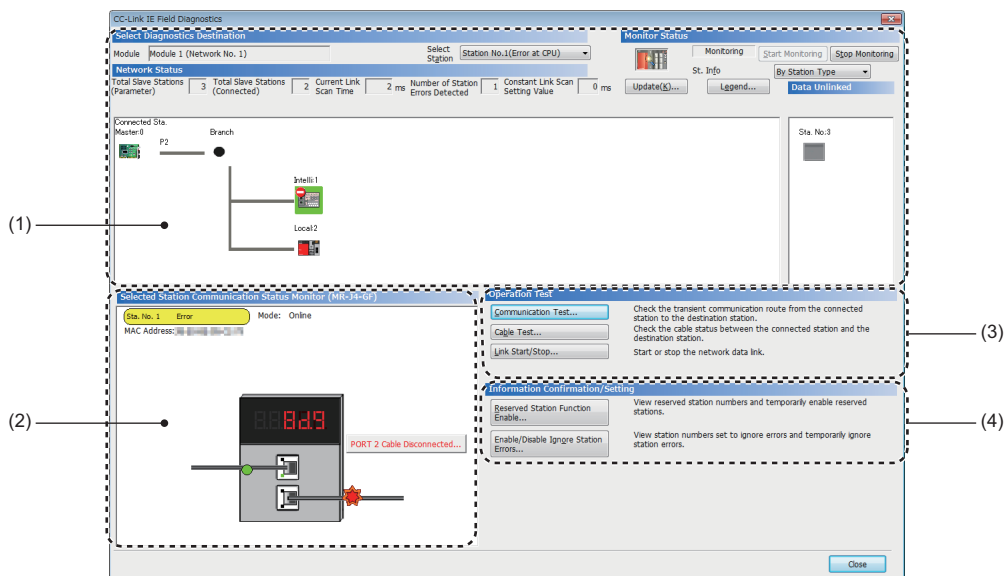 CC-Link IE Field Diagnostics
Select Diagnostics Destination
Monitor Status
Module Module 1 (Network No. 1)
Select Station Station No.1(Error at CPU)
Monitoring Start Monitoring Stop Monitoring
Network Status
St. Info By Station Type
Total Slave Stations (Parameter) 3 Total Slave Stations (Connected) 2 Current Link Scan Time 2 ms Number of Station Errors Detected 1 Constant Link Scan Setting Value 0 ms
Update(K)... Legend... Data Unlinked
Connected Sta.
Master:0
P2
Branch
Sta. No:3
Intelli:1
(1)
Local:2
Selected Station Communication Status Monitor (MR-J4-GF)
Sta. No. 1 Error Mode: Online
MAC Address:
(2)
8d.9
PORT 2 Cable Disconnected...
Operation Test
Communication Test... Check the transient communication route from the connected station to the destination station.
Cable Test... Check the cable status between the connected station and the destination station.
Link Start/Stop... Start or stop the network data link.
(3)
Information Confirmation/Setting
Reserved Station Function Enable... View reserved station numbers and temporarily enable reserved stations.
Enable/Disable Ignore Station Errors... View station numbers set to ignore errors and temporarily ignore station errors.
(4)
Close